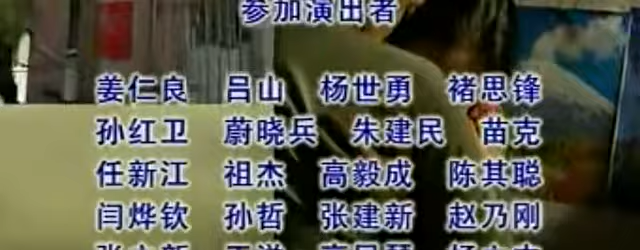 参加演出者
姜仁良 吕山 杨世勇 褚思锋
孙红卫 蔚晓兵 朱建民 苗克
任新江 祖杰 高毅成 陈其聪
闫烨钦 孙哲 张建新 赵乃刚